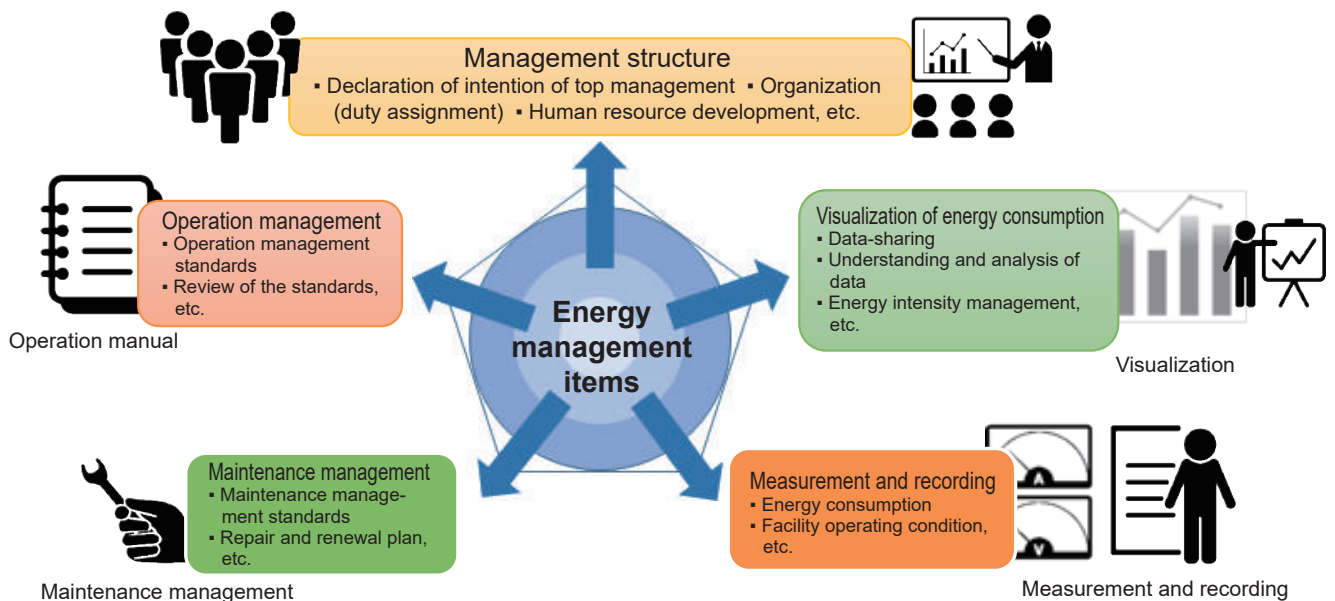 Management structure
▪ Declaration of intention of top management ▪ Organization
(duty assignment) ▪ Human resource development, etc.
Operation management
▪ Operation management
standards
▪ Review of the standards,
etc.
Operation manual
Visualization of energy consumption
▪ Data-sharing
▪ Understanding and analysis of
data
▪ Energy intensity management,
etc.
Visualization
Energy
management
items
Maintenance management
▪ Maintenance manage-
ment standards
▪ Repair and renewal plan,
etc.
Maintenance management
Measurement and recording
▪ Energy consumption
▪ Facility operating condition,
etc.
A
V
Measurement and recording